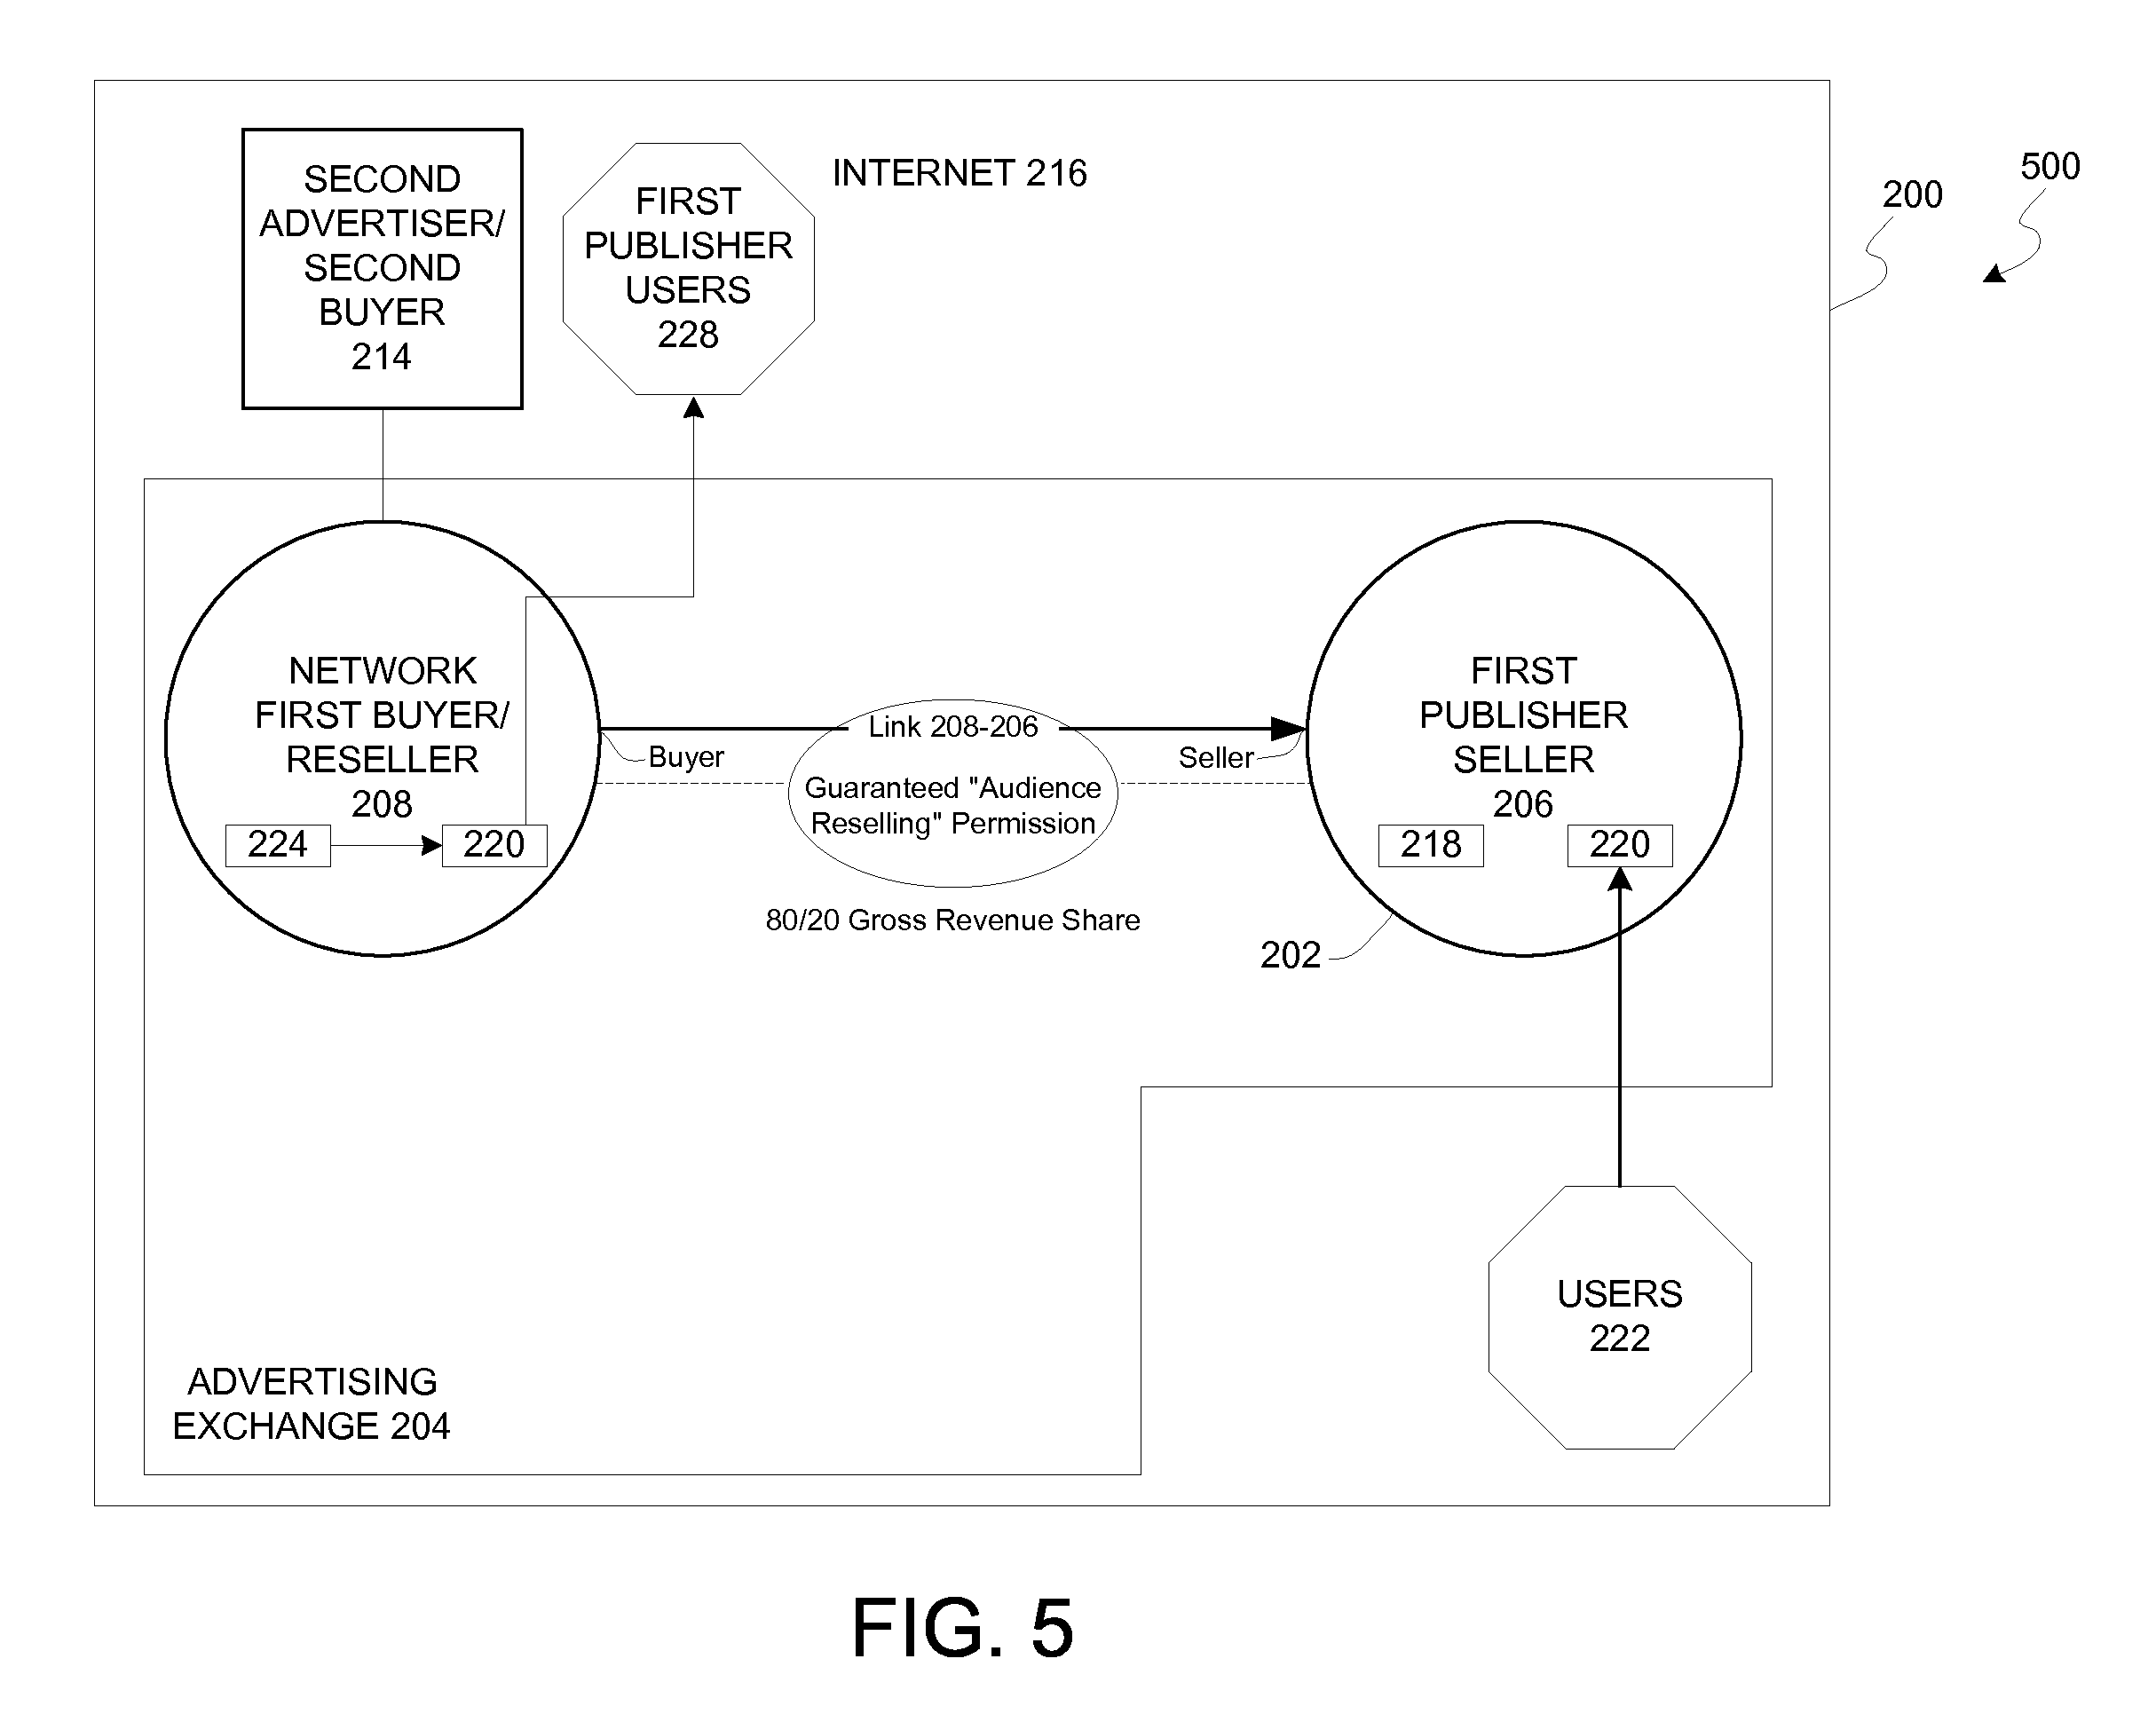 SECOND
ADVERTISER/
SECOND
BUYER
214
FIRST
PUBLISHER
USERS
228
INTERNET 216
200
500
NETWORK
FIRST BUYER/
RESELLER
208
224
220
Buyer
Link 208-206
Seller
Guaranteed "Audience
Reselling" Permission
80/20 Gross Revenue Share
FIRST
PUBLISHER
SELLER
206
218
220
202
USERS
222
ADVERTISING
EXCHANGE 204
FIG. 5